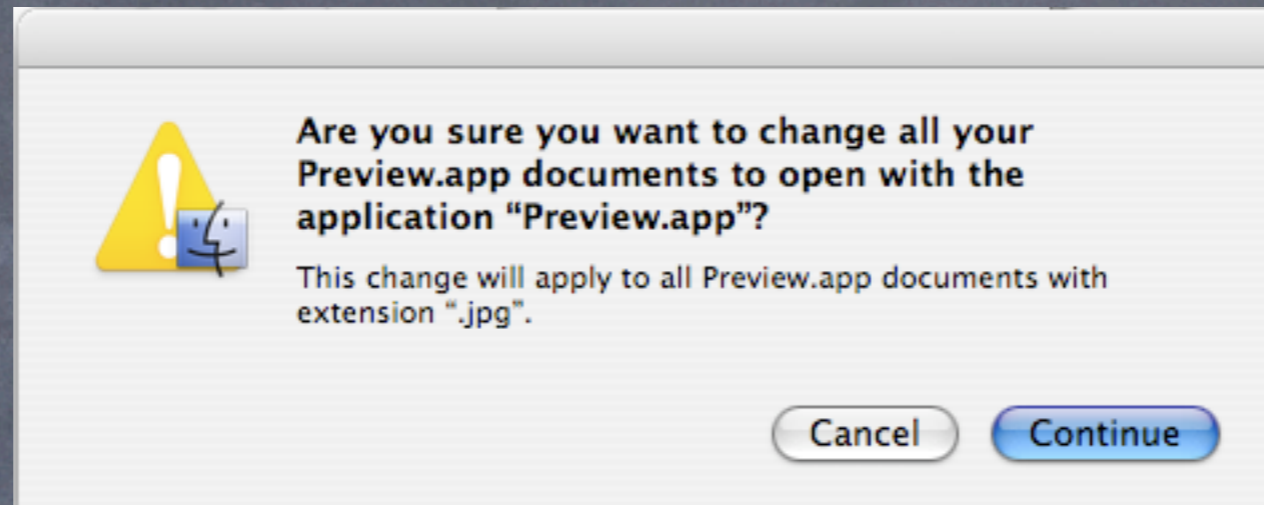 Are you sure you want to change all your
Preview.app documents to open with the
application “Preview.app”?
This change will apply to all Preview.app documents with
extension “.jpg”.
Cancel Continue